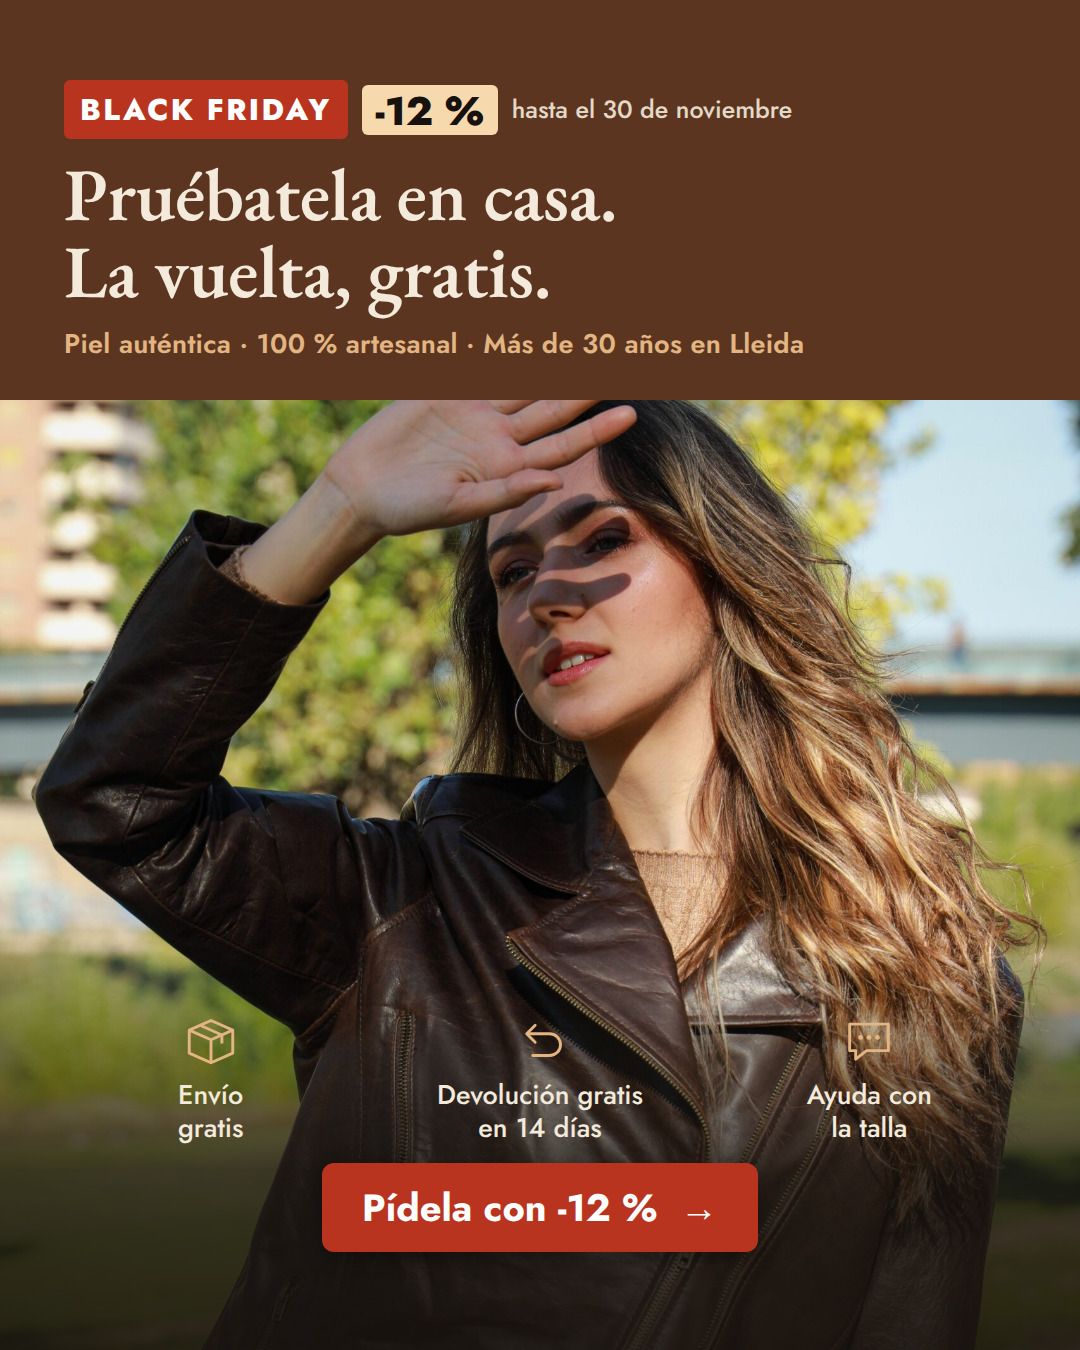 BLACK FRIDAY -12 % hasta el 30 de noviembre
Pruébatela en casa.
La vuelta, gratis.
Piel auténtica · 100 % artesanal · Más de 30 años en Lleida
Envío
gratis
Devolución gratis
en 14 días
Ayuda con
la talla
Pídela con -12 % →